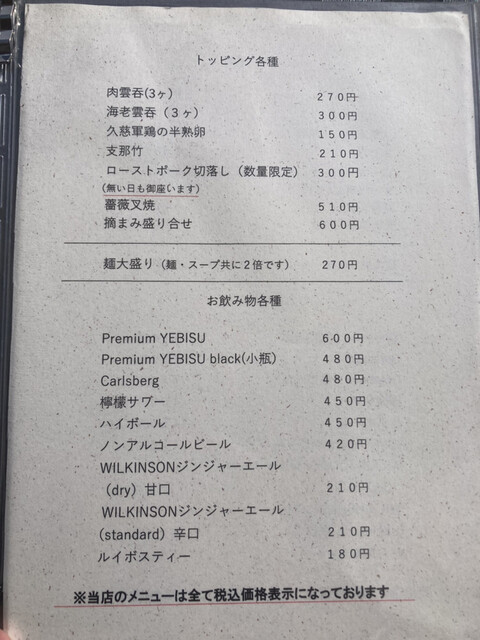 トッピング各種
肉雲呑(3ヶ) 270円
海老雲呑（３ヶ） 300円
久慈軍鶏の半熟卵 150円
支那竹 210円
ローストポーク切落し（数量限定） 300円
(無い日も御座います)
薔薇叉焼 510円
摘まみ盛り合せ 600円
麺大盛り（麺・スープ共に２倍です） 270円
お飲み物各種
Premium YEBISU 600円
Premium YEBISU black(小瓶) 480円
Carlsberg 480円
檸檬サワー 450円
ハイボール 450円
ノンアルコールビール 420円
WILKINSONジンジャーエール
（dry）甘口 210円
WILKINSONジンジャーエール
（standard）辛口 210円
ルイボスティー 180円
※当店のメニューは全て税込価格表示になっております